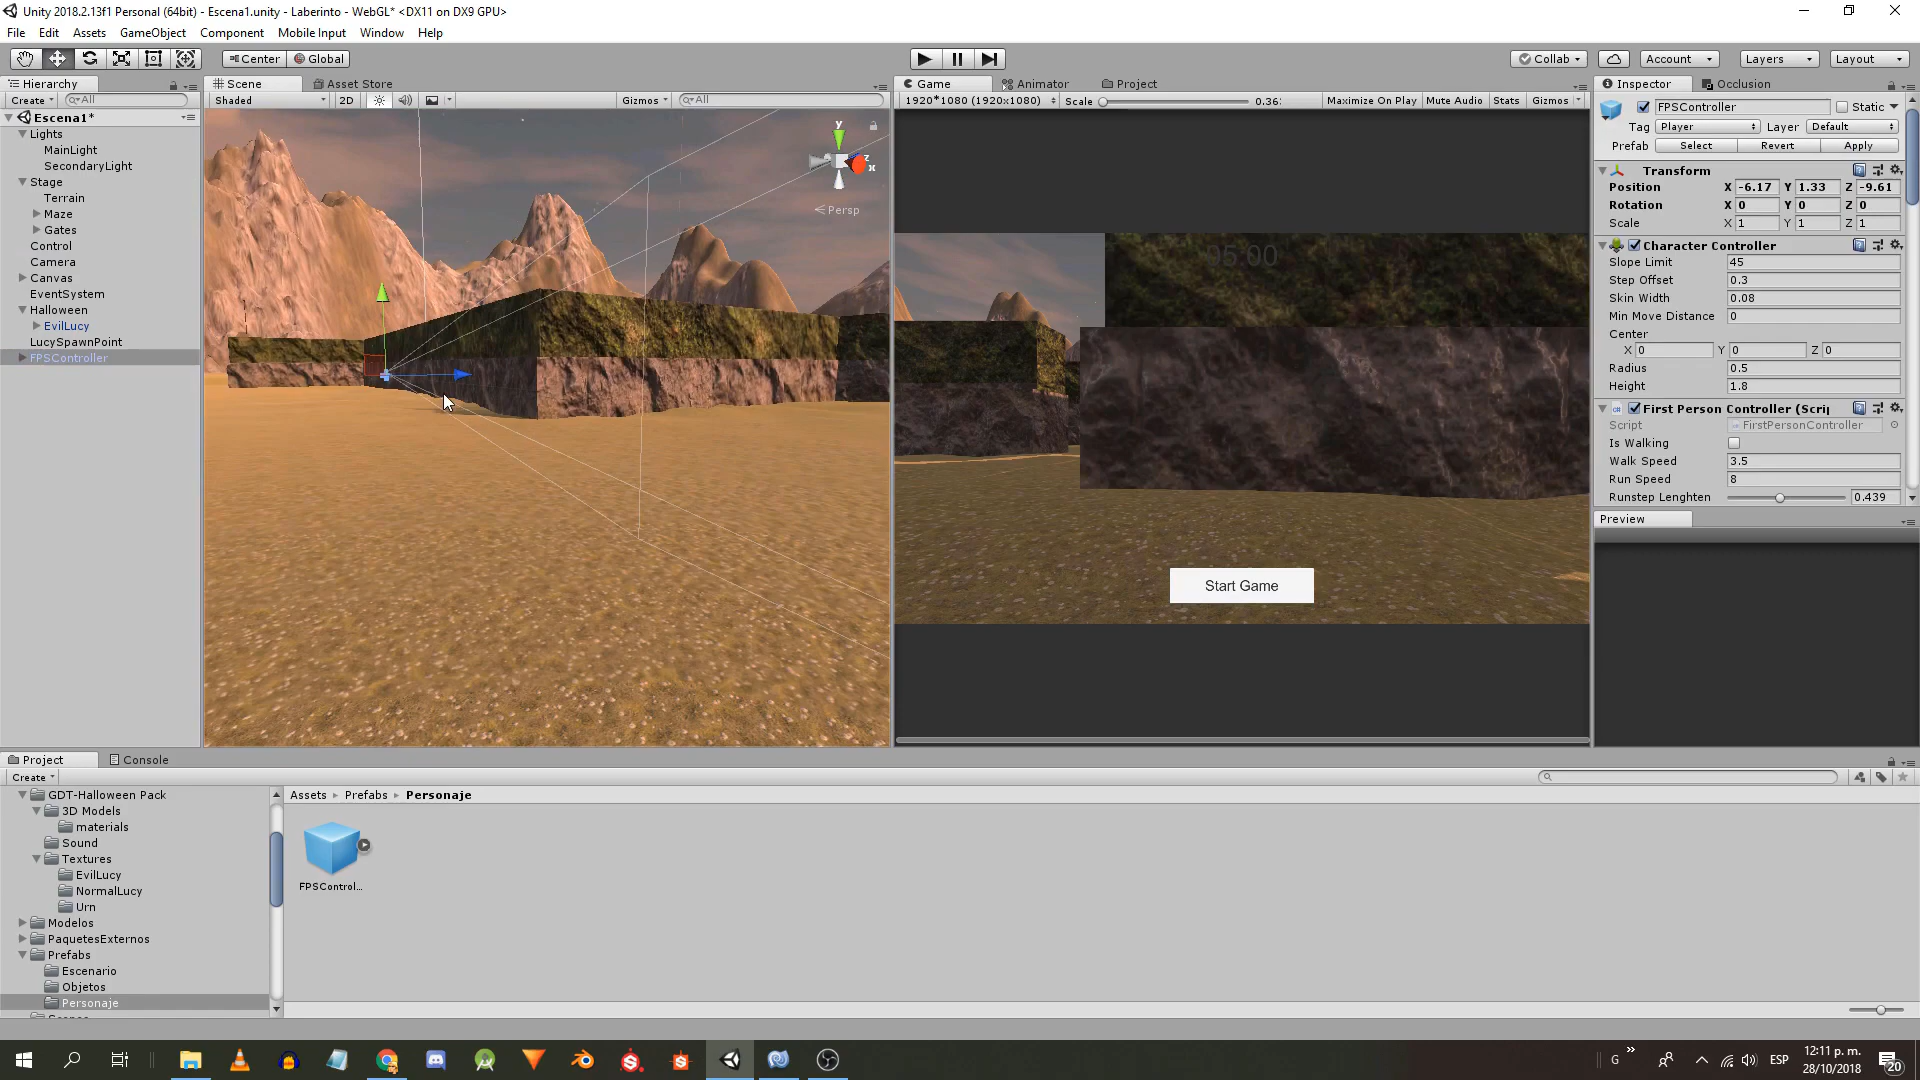 Unity 2018.2.13f1 Personal (64bit) - Escena1.unity - Laberinto - WebGL* <DX11 on DX9 GPU>
File Edit Assets GameObject Component Mobile Input Window Help
Center Global Collab Account Layers Layout
Hierarchy Scene Asset Store Game Animator Project Inspector Occlusion
Create All Shaded 2D Gizmos All 1920*1080 (1920x1080) Scale 0.36: Maximize On Play Mute Audio Stats Gizmos
FPSController Static
Tag Player Layer Default
Prefab Select Revert Apply
Escena1*
Lights
MainLight
SecondaryLight
Stage
Terrain
Maze
Gates
Control
Camera
Canvas
EventSystem
Halloween
EvilLucy
LucySpawnPoint
FPSController
y
z
x
Persp
95:00
Start Game
Transform
Position X -6.17 Y 1.33 Z -9.61
Rotation X 0 Y 0 Z 0
Scale X 1 Y 1 Z 1
Character Controller
Slope Limit 45
Step Offset 0.3
Skin Width 0.08
Min Move Distance 0
Center
X 0 Y 0 Z 0
Radius 0.5
Height 1.8
First Person Controller (Scrip
Script FirstPersonController
Is Walking
Walk Speed 3.5
Run Speed 8
Runstep Lenghten 0.439
Preview
Project Console
Create
GDT-Halloween Pack
3D Models
materials
Sound
Textures
EvilLucy
NormalLucy
Urn
Modelos
PaquetesExternos
Prefabs
Escenario
Objetos
Personaje
Assets Prefabs Personaje
FPSControl...
G » ESP 12:11 p. m.
28/10/2018 20